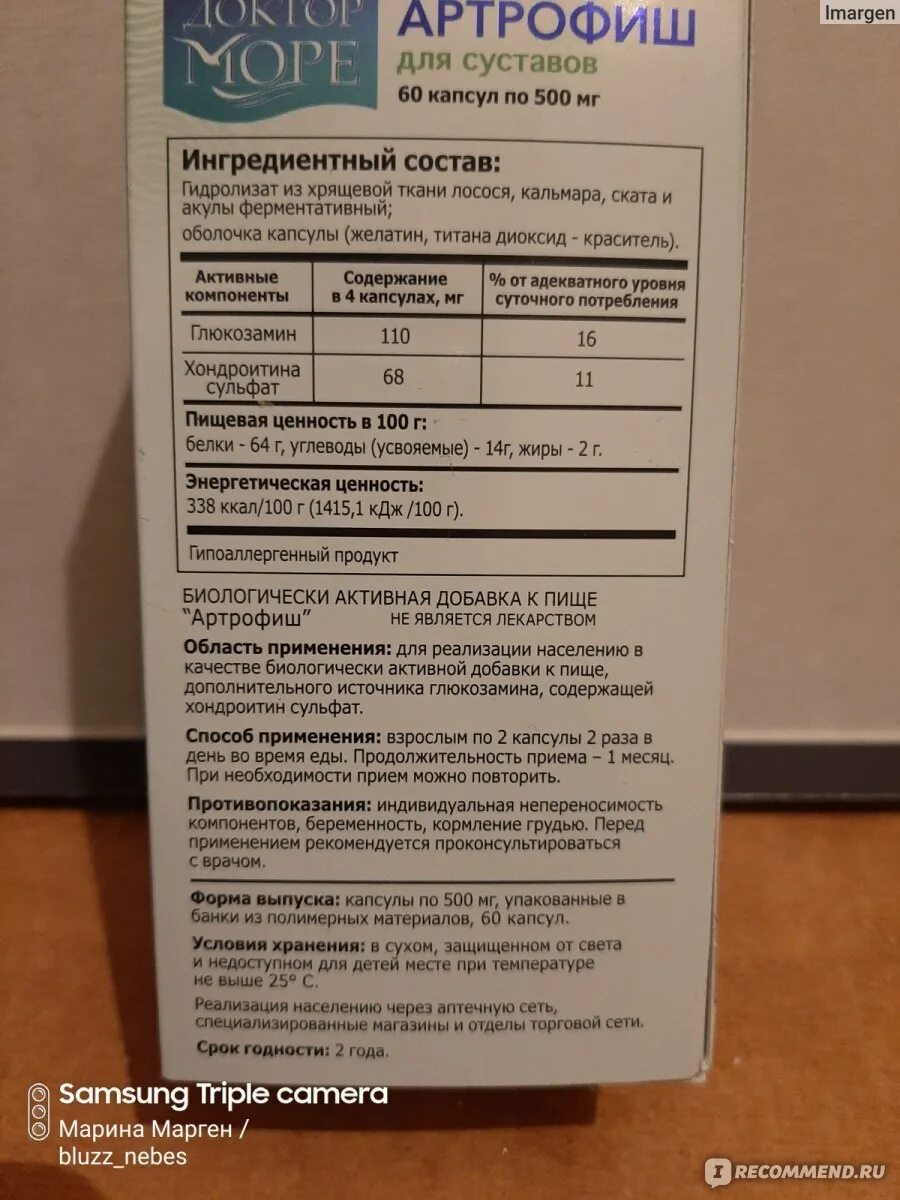 Imargen
ДОКТОР
МОРЕ
АРТРОФИШ
для суставов
60 капсул по 500 мг
Ингредиентный состав:
Гидролизат из хрящевой ткани лосося, кальмара, ската и
акулы ферментативный;
оболочка капсулы (желатин, титана диоксид - краситель).
Активные компоненты | Содержание в 4 капсулах, мг | % от адекватного уровня суточного потребления
Глюкозамин | 110 | 16
Хондроитина сульфат | 68 | 11
Пищевая ценность в 100 г:
белки - 64 г, углеводы (усвояемые) - 14г, жиры - 2 г.
Энергетическая ценность:
338 ккал/100 г (1415,1 кДж /100 г).
Гипоаллергенный продукт
БИОЛОГИЧЕСКИ АКТИВНАЯ ДОБАВКА К ПИЩЕ
"Артрофиш" НЕ ЯВЛЯЕТСЯ ЛЕКАРСТВОМ
Область применения: для реализации населению в
качестве биологически активной добавки к пище,
дополнительного источника глюкозамина, содержащей
хондроитин сульфат.
Способ применения: взрослым по 2 капсулы 2 раза в
день во время еды. Продолжительность приема – 1 месяц.
При необходимости прием можно повторить.
Противопоказания: индивидуальная непереносимость
компонентов, беременность, кормление грудью. Перед
применением рекомендуется проконсультироваться
с врачом.
Форма выпуска: капсулы по 500 мг, упакованные в
банки из полимерных материалов, 60 капсул.
Условия хранения: в сухом, защищенном от света
и недоступном для детей месте при температуре
не выше 25° С.
Реализация населению через аптечную сеть,
специализированные магазины и отделы торговой сети.
Срок годности: 2 года.
Samsung Triple camera
Марина Марген /
bluzz_nebes
IRECOMMEND.RU